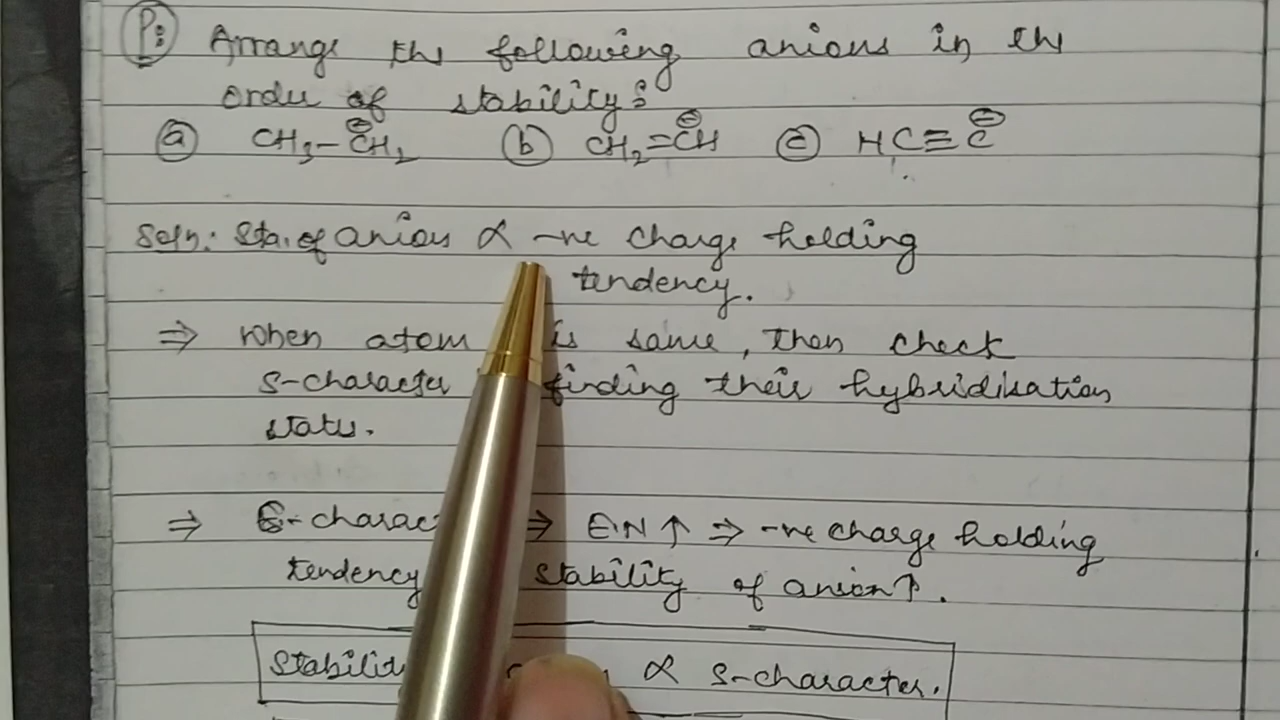 P: Arrange the following anions in the
order of stability:
(a) CH₃–C⊖H₂ (b) CH₂=C⊖H (c) HC≡C⊖
Soln: Sta. of anion ∝ -ve charge holding
tendency.
⇒ When atom is same, then check
s-character finding their hybridisation
state.
⇒ S-charac ⇒ EN↑ ⇒ -ve charge holding
tendency stability of anion↑.
Stabilit ∝ s-character.